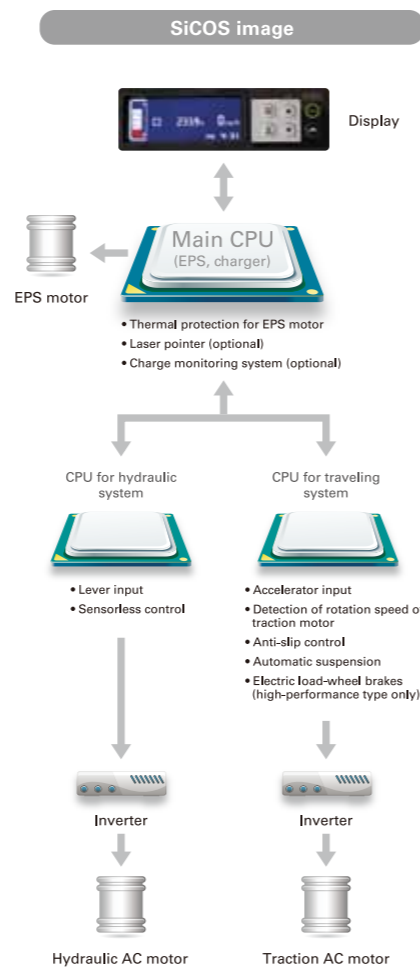 SiCOS image
Display
Main CPU
(EPS, charger)
EPS motor
• Thermal protection for EPS motor
• Laser pointer (optional)
• Charge monitoring system (optional)
CPU for hydraulic
system
• Lever input
• Sensorless control
CPU for traveling
system
• Accelerator input
• Detection of rotation speed o
traction motor
• Anti-slip control
• Automatic suspension
• Electric load-wheel brakes
(high-performance type only)
Inverter
Inverter
Hydraulic AC motor
Traction AC motor